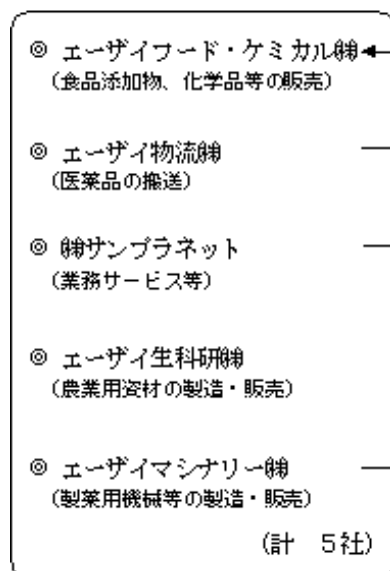 ◎ エーザイフード・ケミカル㈱
(食品添加物、化学品等の販売)
◎ エーザイ物流㈱
(医薬品の搬送)
◎ ㈱サンプラネット
(業務サービス等)
◎ エーザイ生科研㈱
(農業用資材の製造・販売)
◎ エーザイマシナリー㈱
(製薬用機械等の製造・販売)
(計 5社)